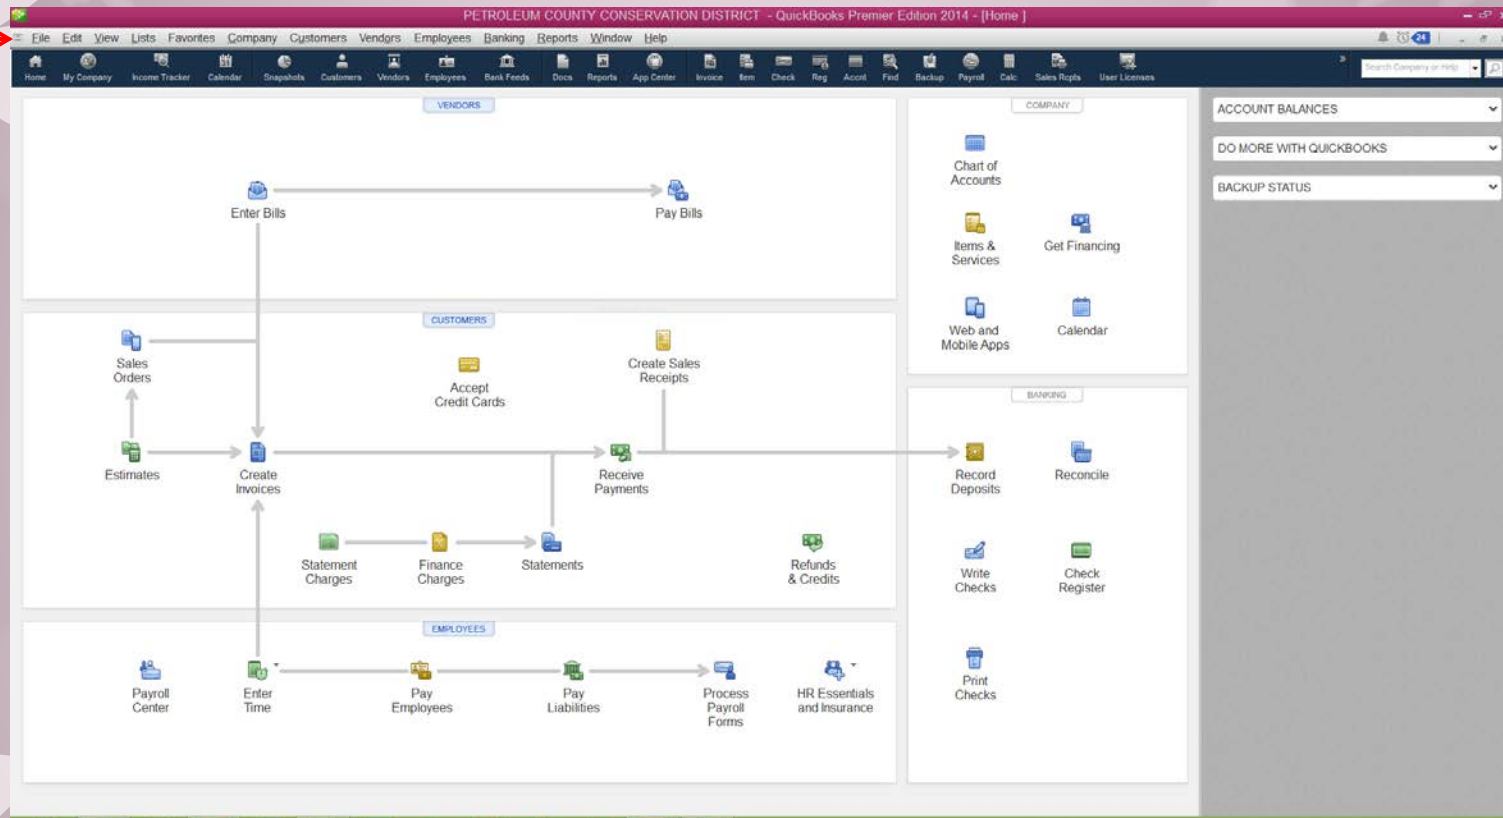 PETROLEUM COUNTY CONSERVATION DISTRICT - QuickBooks Premier Edition 2014 - [Home ]
File Edit View Lists Favorites Company Customers Vendors Employees Banking Reports Window Help
24
Home My Company Income Tracker Calendar Snapshots Customers Vendors Employees Bank Feeds Docs Reports App Center Invoice Item Check Reg Accnt Find Backup Payroll Calc Sales Rcpts User Licenses
Search Company or Help
VENDORS
Enter Bills
Pay Bills
CUSTOMERS
Sales
Orders
Accept
Credit Cards
Create Sales
Receipts
Estimates
Create
Invoices
Receive
Payments
Statement
Charges
Finance
Charges
Statements
Refunds
& Credits
EMPLOYEES
Payroll
Center
Enter
Time
Pay
Employees
Pay
Liabilities
Process
Payroll
Forms
HR Essentials
and Insurance
COMPANY
Chart of
Accounts
Items &
Services
Get Financing
Web and
Mobile Apps
Calendar
BANKING
Record
Deposits
Reconcile
Write
Checks
Check
Register
Print
Checks
ACCOUNT BALANCES
DO MORE WITH QUICKBOOKS
BACKUP STATUS